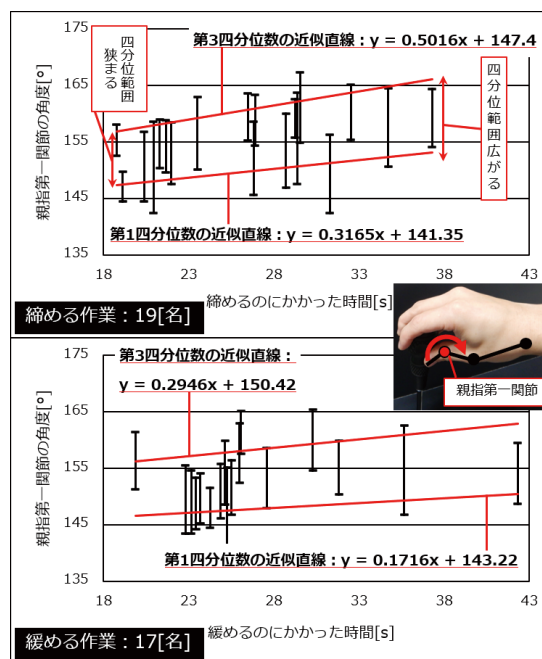 175
165
155
145
135
親指第一関節の角度[°]
四分位範囲
狭まる
第3四分位数の近似直線：y = 0.5016x + 147.4
四分位範囲広がる
第1四分位数の近似直線：y = 0.3165x + 141.35
18 23 28 33 38 43
締めるのにかかった時間[s]
締める作業：19[名]
親指第一関節
175
165
155
145
135
親指第一関節の角度[°]
第3四分位数の近似直線：
y = 0.2946x + 150.42
第1四分位数の近似直線：y = 0.1716x + 143.22
18 23 28 33 38 43
緩めるのにかかった時間[s]
緩める作業：17[名]